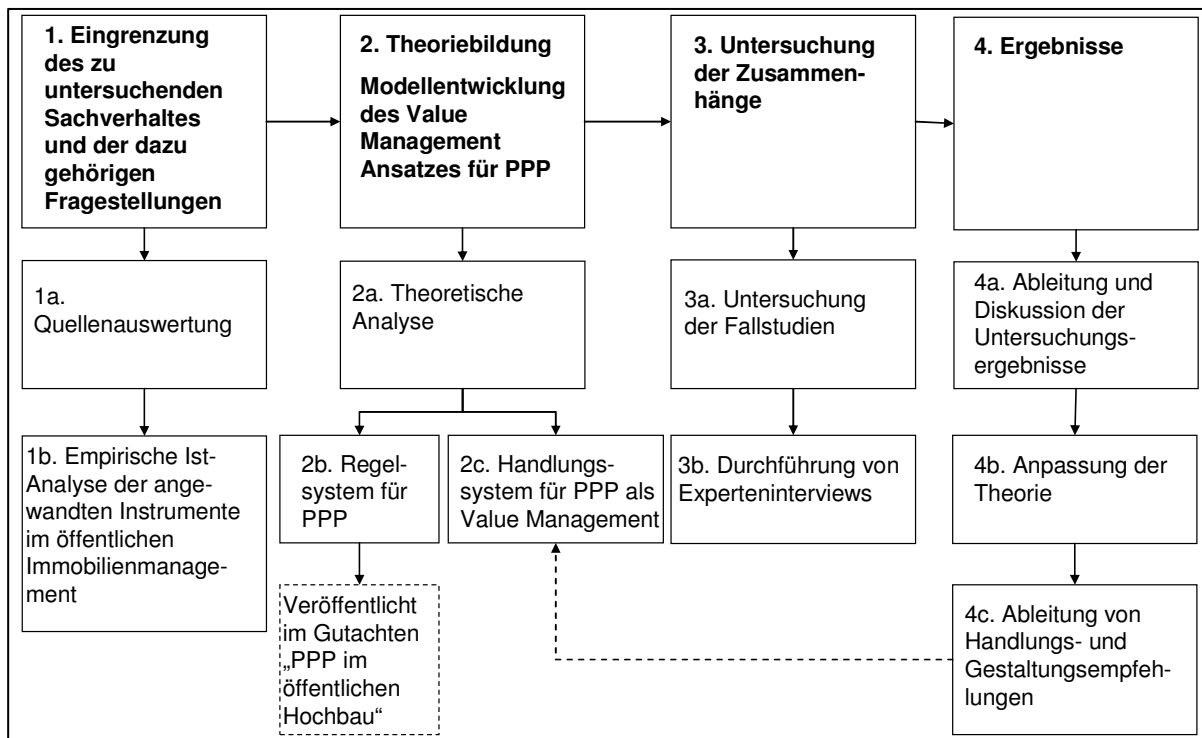 1. Eingrenzung
des zu
untersuchenden
Sachverhaltes
und der dazu
gehörigen
Fragestellungen
2. Theoriebildung
Modellentwicklung
des Value
Management
Ansatzes für PPP
3. Untersuchung
der Zusammen-
hänge
4. Ergebnisse
1a.
Quellenauswertung
2a. Theoretische
Analyse
3a. Untersuchung
der Fallstudien
4a. Ableitung und
Diskussion der
Untersuchungs-
ergebnisse
1b. Empirische Ist-
Analyse der ange-
wandten Instrumente
im öffentlichen
Immobilienmanage-
ment
2b. Regel-
system für
PPP
2c. Handlungs-
system für PPP als
Value Management
3b. Durchführung von
Experteninterviews
4b. Anpassung der
Theorie
Veröffentlicht
im Gutachten
„PPP im
öffentlichen
Hochbau“
4c. Ableitung von
Handlungs- und
Gestaltungsempfeh-
lungen